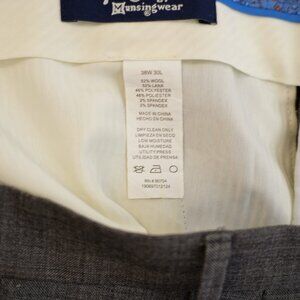 Munsingwear
38W 30L
52% WOOL
52% LANA
46% POLYESTER
46% POLIESTER
2% SPANDEX
2% SPANDEX
MADE IN CHINA
HECHO EN CHINA
DRY CLEAN ONLY
LIMPIEZA EN SECO
LOW MOISTURE
BAJA HUMEDAD
UTILITY PRESS
UTILIDAD DE PRENSA